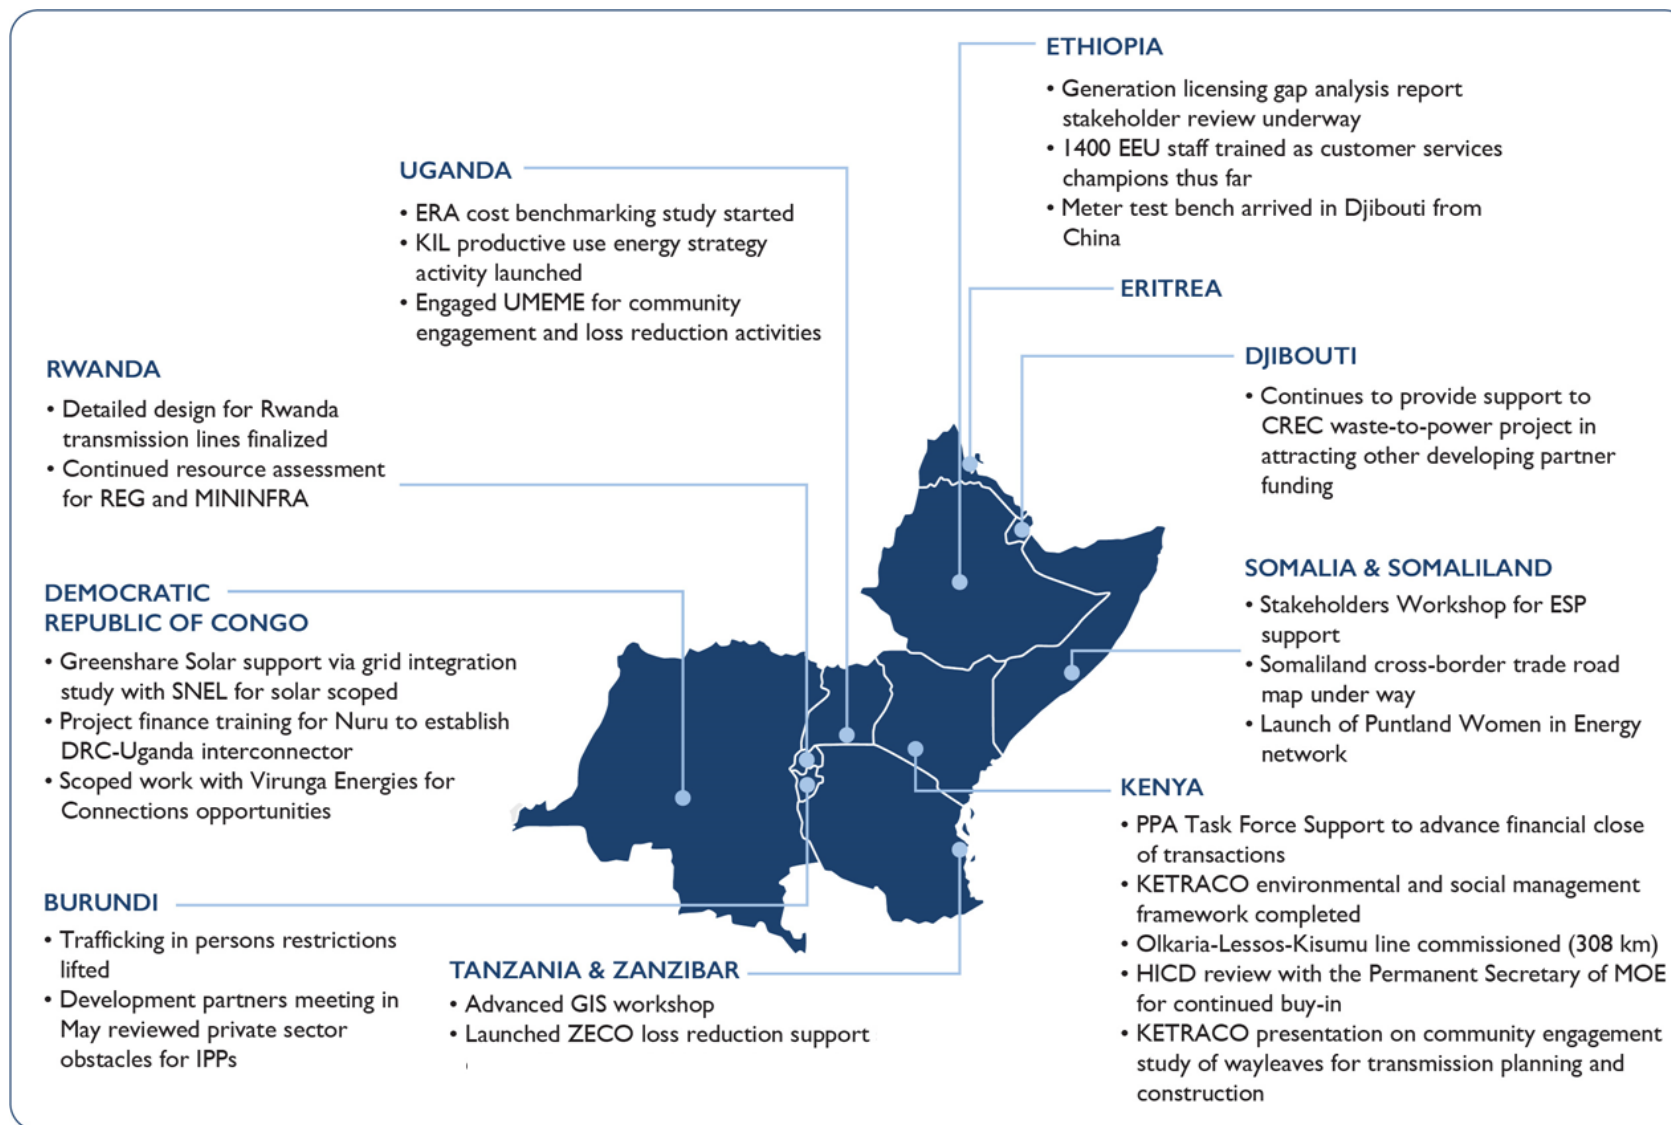 ETHIOPIA
• Generation licensing gap analysis report
stakeholder review underway
• 1400 EEU staff trained as customer services
champions thus far
• Meter test bench arrived in Djibouti from
China
UGANDA
• ERA cost benchmarking study started
• KIL productive use energy strategy
activity launched
• Engaged UMEME for community
engagement and loss reduction activities
ERITREA
DJIBOUTI
• Continues to provide support to
CREC waste-to-power project in
attracting other developing partner
funding
RWANDA
• Detailed design for Rwanda
transmission lines finalized
• Continued resource assessment
for REG and MININFRA
SOMALIA & SOMALILAND
• Stakeholders Workshop for ESP
support
• Somaliland cross-border trade road
map under way
• Launch of Puntland Women in Energy
network
DEMOCRATIC
REPUBLIC OF CONGO
• Greenshare Solar support via grid integration
study with SNEL for solar scoped
• Project finance training for Nuru to establish
DRC-Uganda interconnector
• Scoped work with Virunga Energies for
Connections opportunities
KENYA
• PPA Task Force Support to advance financial close
of transactions
• KETRACO environmental and social management
framework completed
• Olkaria-Lessos-Kisumu line commissioned (308 km)
• HICD review with the Permanent Secretary of MOE
for continued buy-in
• KETRACO presentation on community engagement
study of wayleaves for transmission planning and
construction
BURUNDI
• Trafficking in persons restrictions
lifted
• Development partners meeting in
May reviewed private sector
obstacles for IPPs
TANZANIA & ZANZIBAR
• Advanced GIS workshop
• Launched ZECO loss reduction support